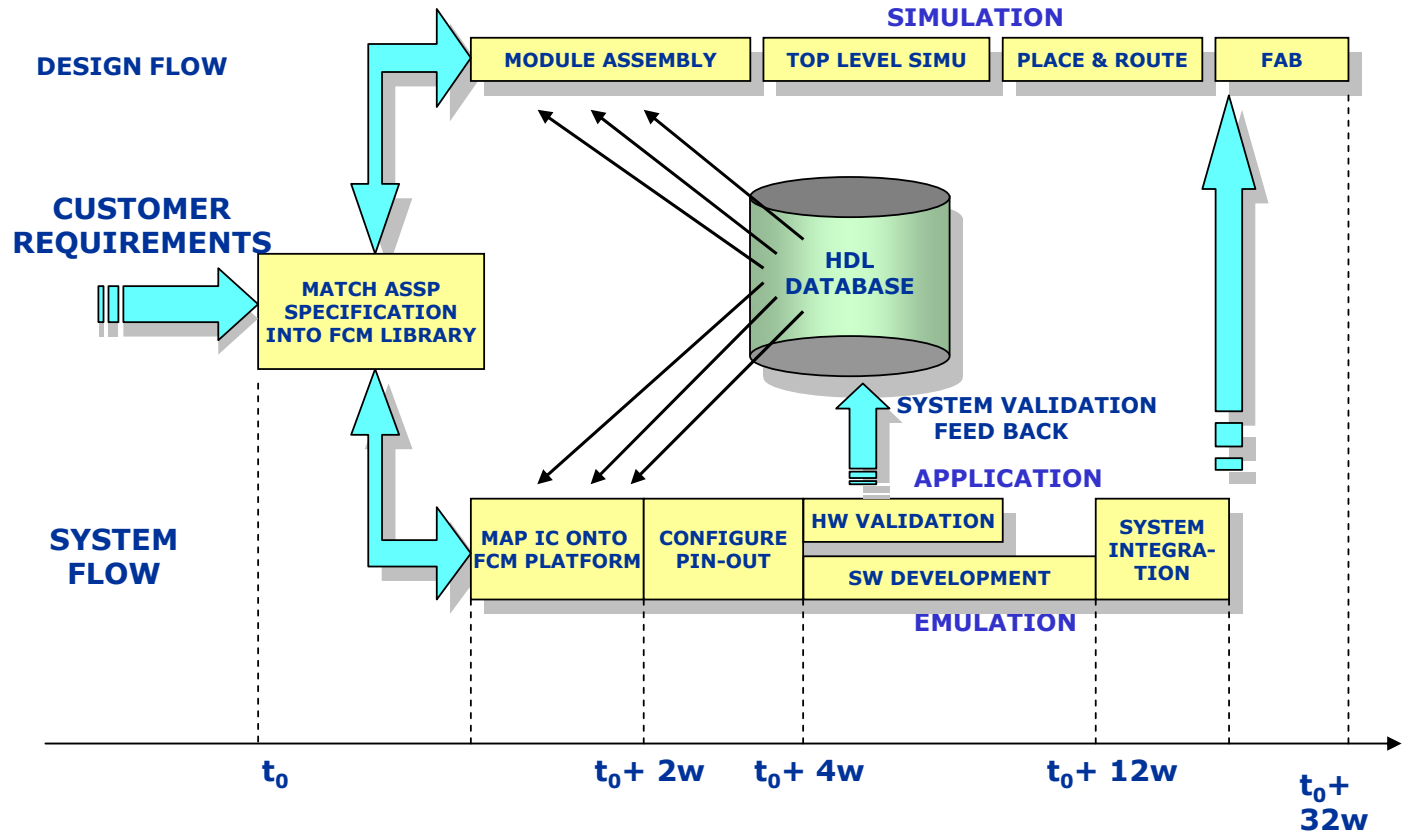 SIMULATION
DESIGN FLOW
MODULE ASSEMBLY
TOP LEVEL SIMU
PLACE & ROUTE
FAB
CUSTOMER
REQUIREMENTS
MATCH ASSP
SPECIFICATION
INTO FCM LIBRARY
HDL
DATABASE
SYSTEM VALIDATION
FEED BACK
APPLICATION
SYSTEM
FLOW
MAP IC ONTO
FCM PLATFORM
CONFIGURE
PIN-OUT
HW VALIDATION
SW DEVELOPMENT
SYSTEM
INTEGRA-
TION
EMULATION
t₀
t₀+ 2w
t₀+ 4w
t₀+ 12w
t₀+
32w